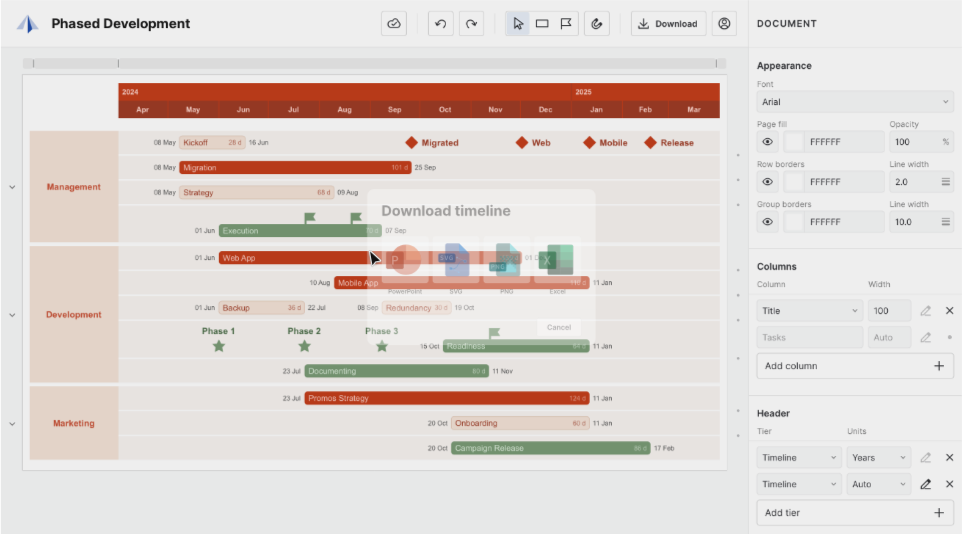 Phased Development
Download
DOCUMENT
Appearance
Font
Arial
Page fill
Opacity
FFFFFF
100
%
Row borders
Line width
FFFFFF
2.0
Group borders
Line width
FFFFFF
10.0
Columns
Column
Width
Title
100
Tasks
Auto
Add column
Header
Tier
Units
Timeline
Years
Timeline
Auto
Add tier
2024
2025
Apr May Jun Jul Aug Sep Oct Nov Dec Jan Feb Mar
Management
08 May Kickoff 28 d 16 Jun
Migrated
Web
Mobile
Release
08 May Migration 101 d 25 Sep
08 May Strategy 68 d 09 Aug
01 Jun Execution 07 Sep
Development
01 Jun Web App
10 Aug Mobile App 11 Jan
01 Jun Backup 36 d 22 Jul
08 Sep Redundancy 30 d 19 Oct
Phase 1
Phase 2
Phase 3
15 Oct Readiness 11 Jan
23 Jul Documenting 80 d 11 Nov
Marketing
23 Jul Promos Strategy 124 d 11 Jan
20 Oct Onboarding 60 d 11 Jan
20 Oct Campaign Release 17 Feb
Download timeline
P
SVG
PNG
X
PowerPoint
SVG
PNG
Excel
Cancel